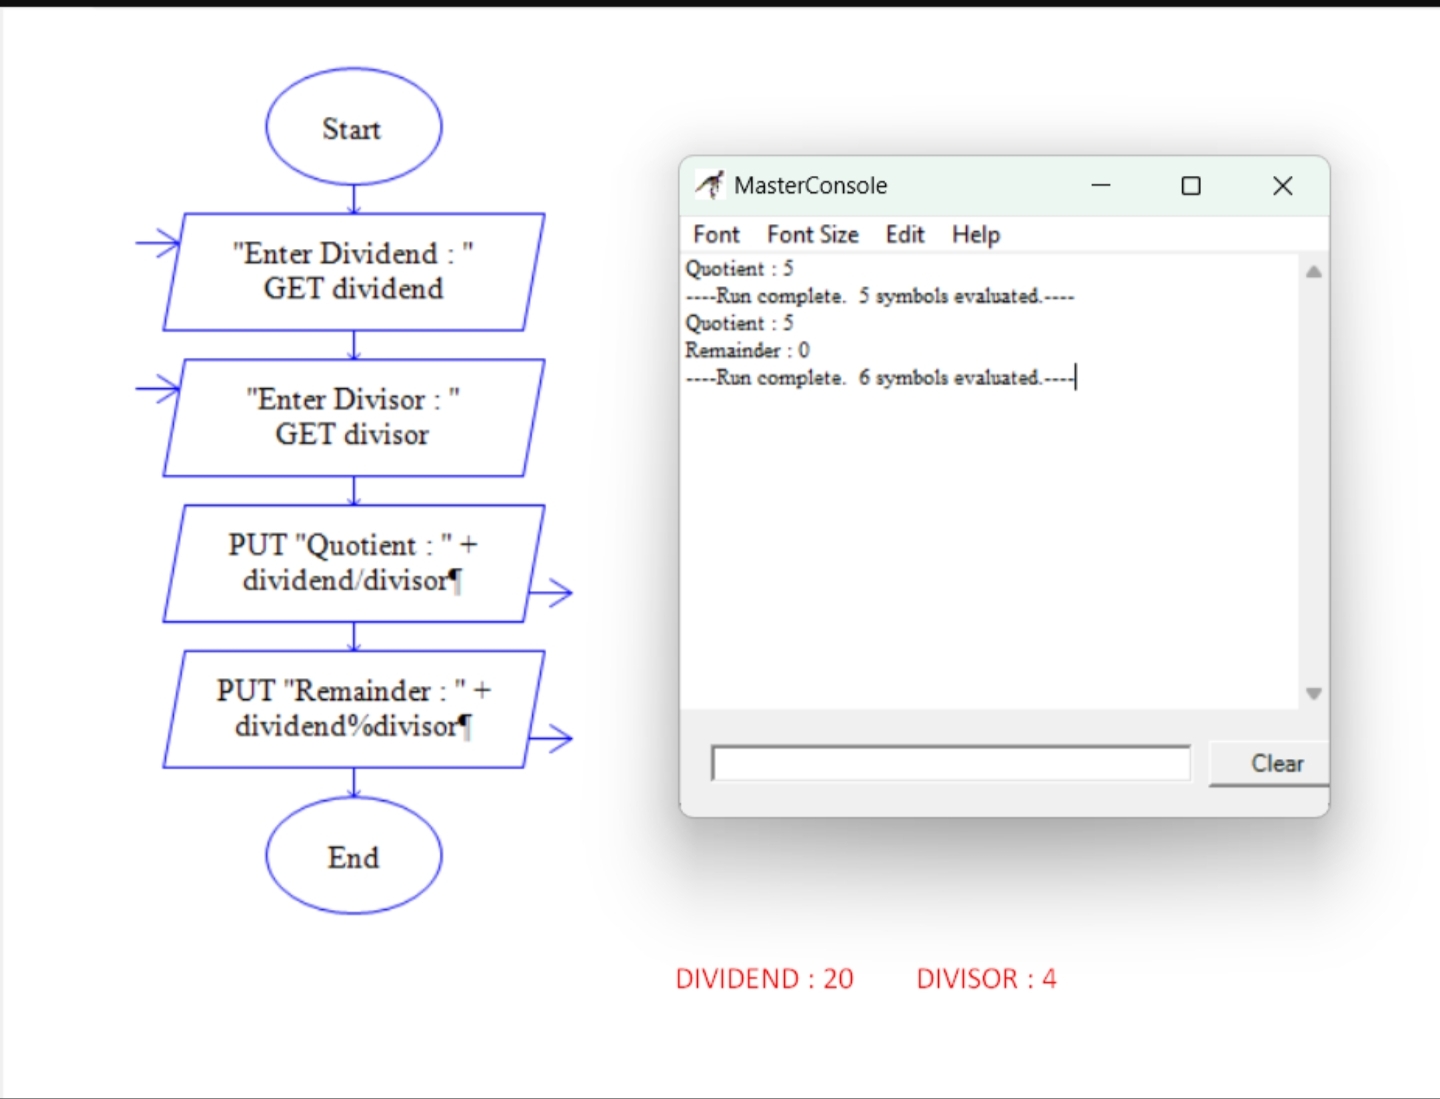 Start
"Enter Dividend : "
GET dividend
"Enter Divisor : "
GET divisor
PUT "Quotient : " +
dividend/divisor¶
PUT "Remainder : " +
dividend%divisor¶
End
MasterConsole
Font Font Size Edit Help
Quotient : 5
----Run complete.  5 symbols evaluated.----
Quotient : 5
Remainder : 0
----Run complete.  6 symbols evaluated.----
Clear
DIVIDEND : 20 DIVISOR : 4